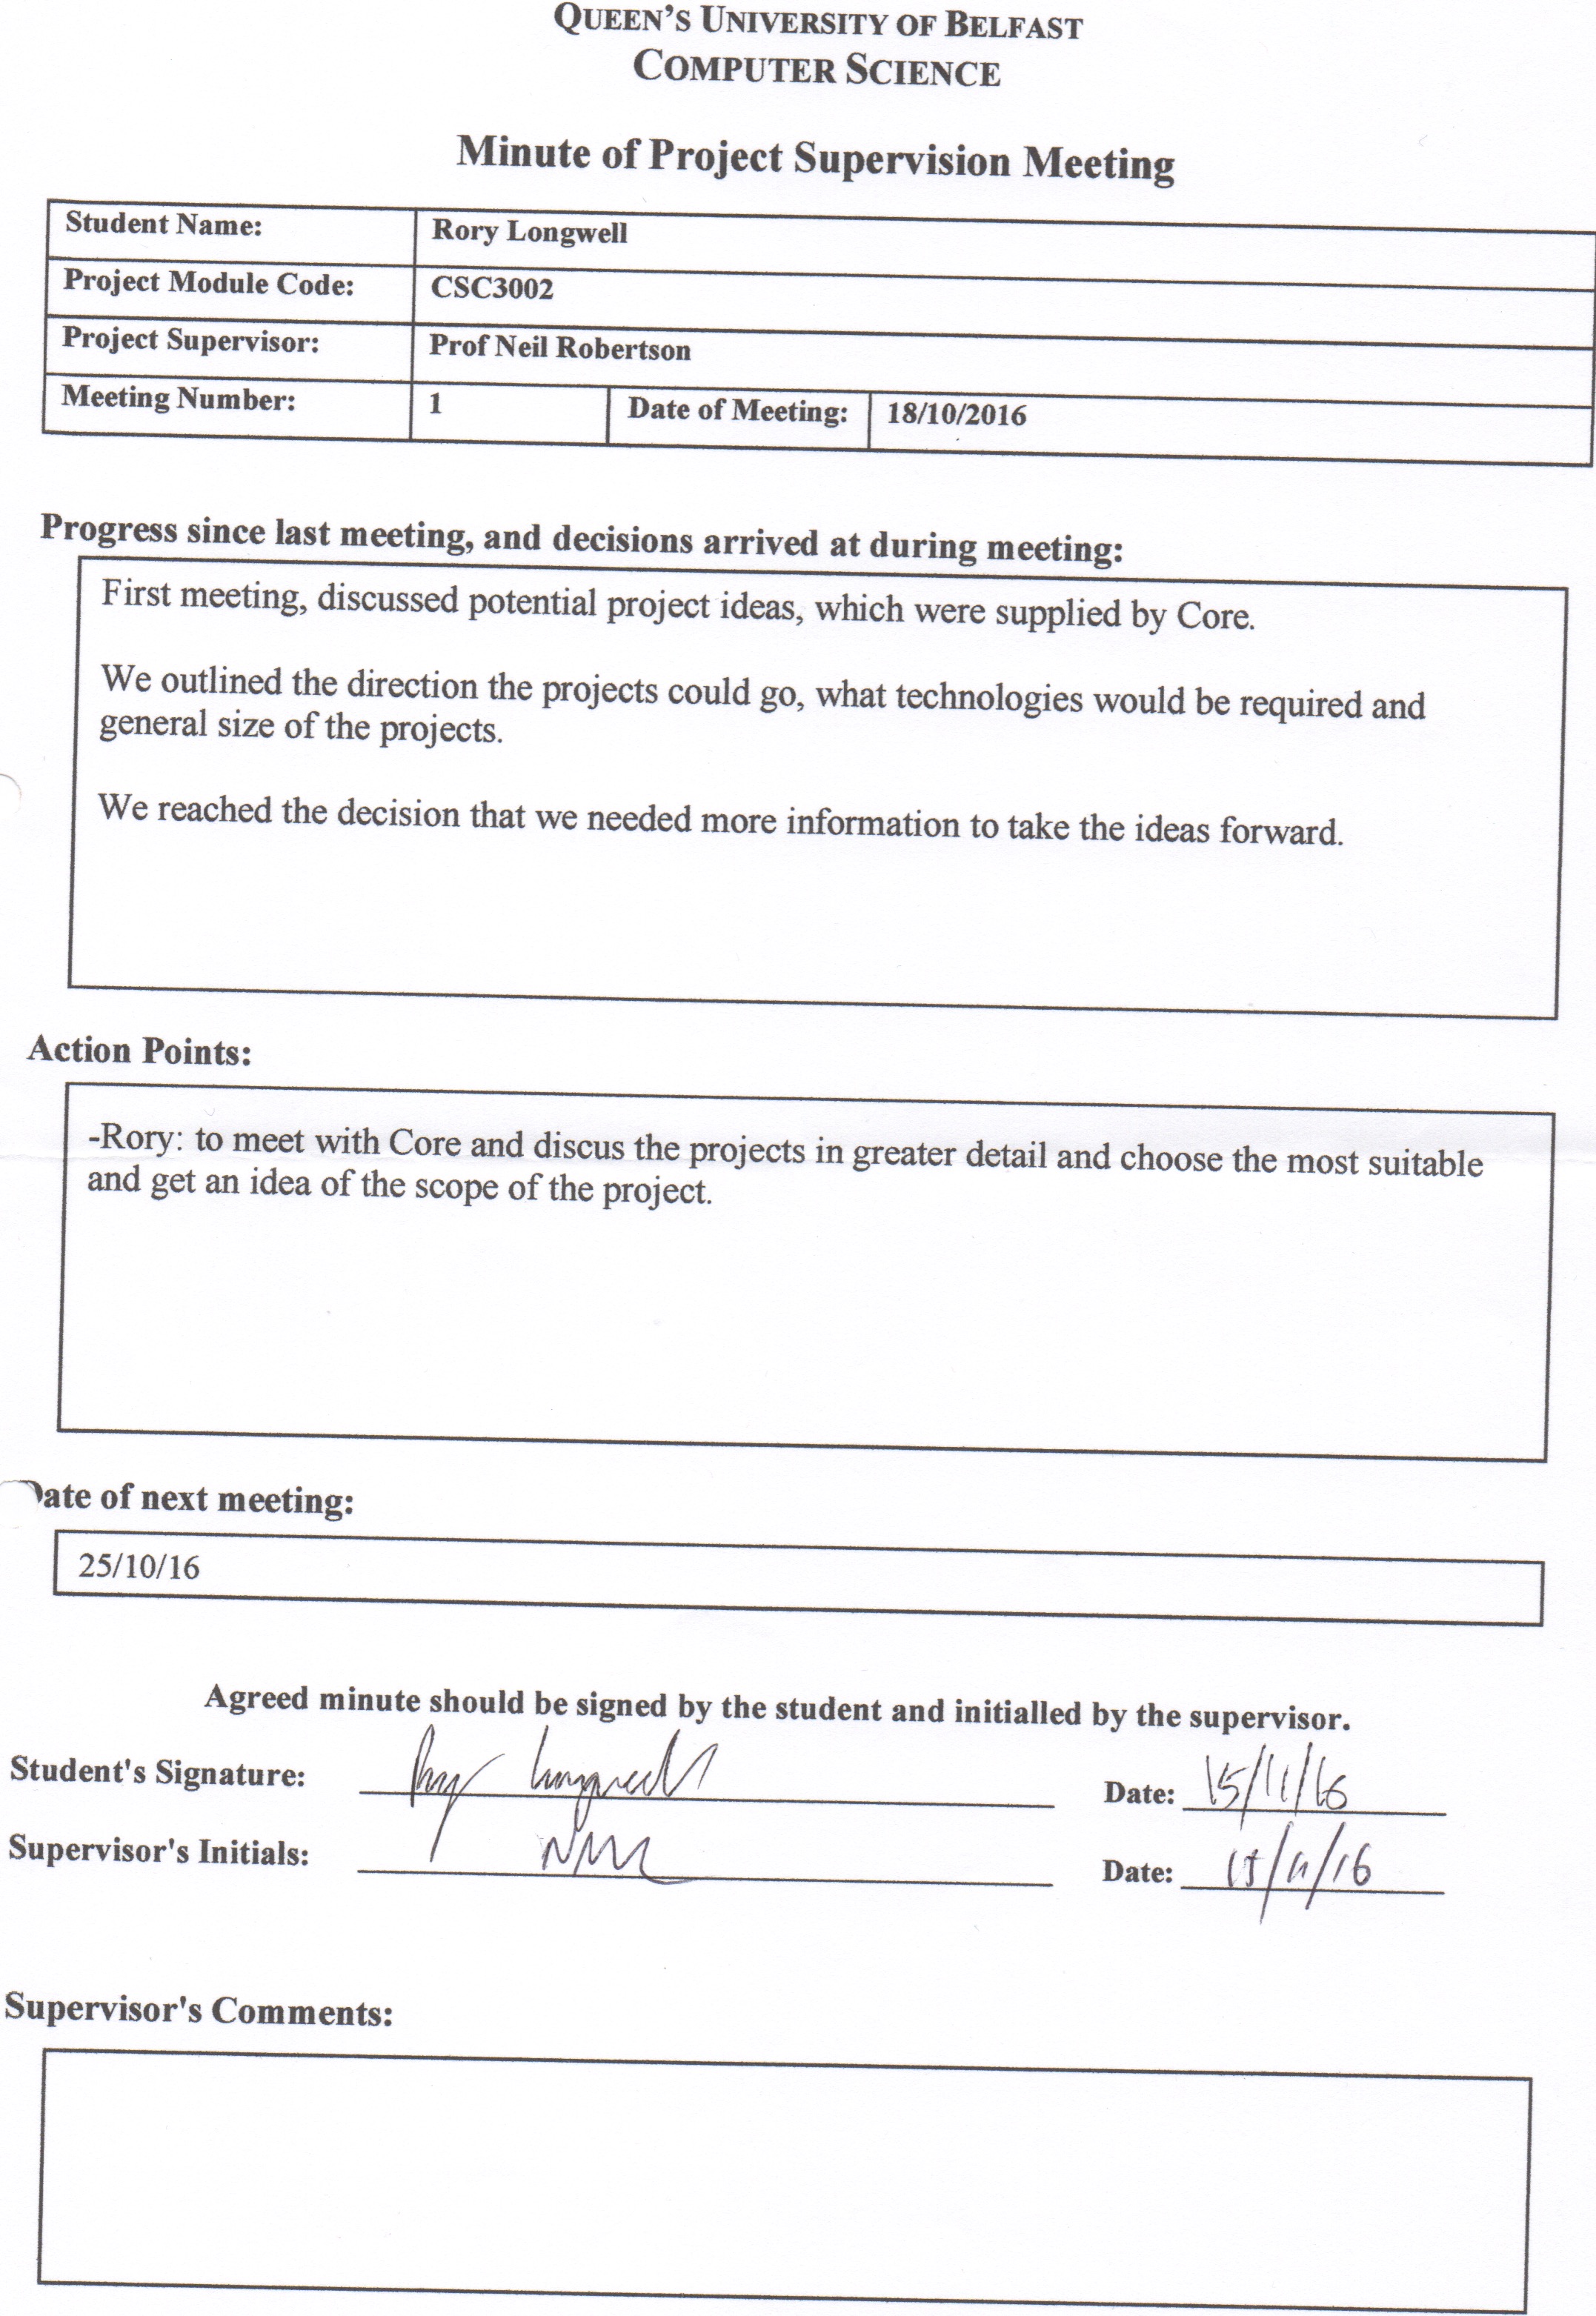 QUEEN'S UNIVERSITY OF BELFAST
COMPUTER SCIENCE
Minute of Project Supervision Meeting
Student Name: Rory Longwell
Project Module Code: CSC3002
Project Supervisor: Prof Neil Robertson
Meeting Number: 1 Date of Meeting: 18/10/2016
Progress since last meeting, and decisions arrived at during meeting:
First meeting, discussed potential project ideas, which were supplied by Core.
We outlined the direction the projects could go, what technologies would be required and
general size of the projects.
We reached the decision that we needed more information to take the ideas forward.
Action Points:
-Rory: to meet with Core and discus the projects in greater detail and choose the most suitable
and get an idea of the scope of the project.
Date of next meeting:
25/10/16
Agreed minute should be signed by the student and initialled by the supervisor.
Student's Signature: Rory Longwell Date: 15/11/16
Supervisor's Initials: Date: 15/11/16
Supervisor's Comments: